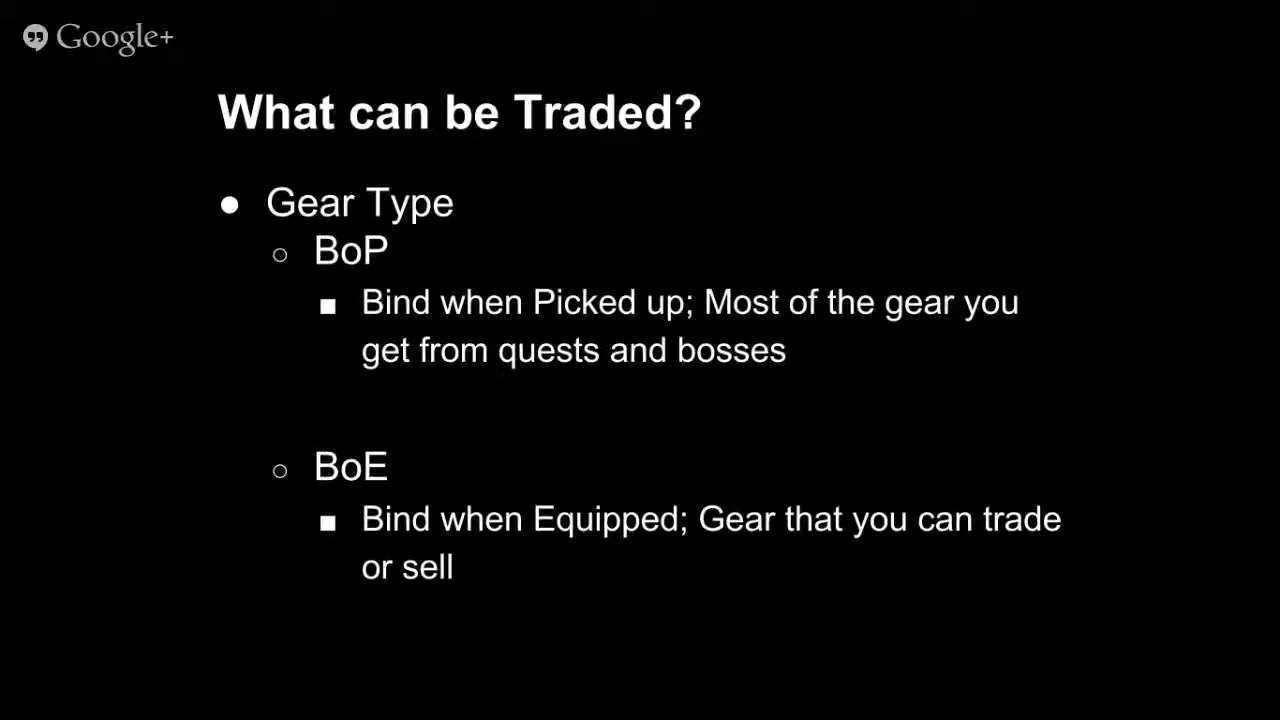 Google+
What can be Traded?
● Gear Type
○ BoP
■ Bind when Picked up; Most of the gear you
get from quests and bosses
○ BoE
■ Bind when Equipped; Gear that you can trade
or sell